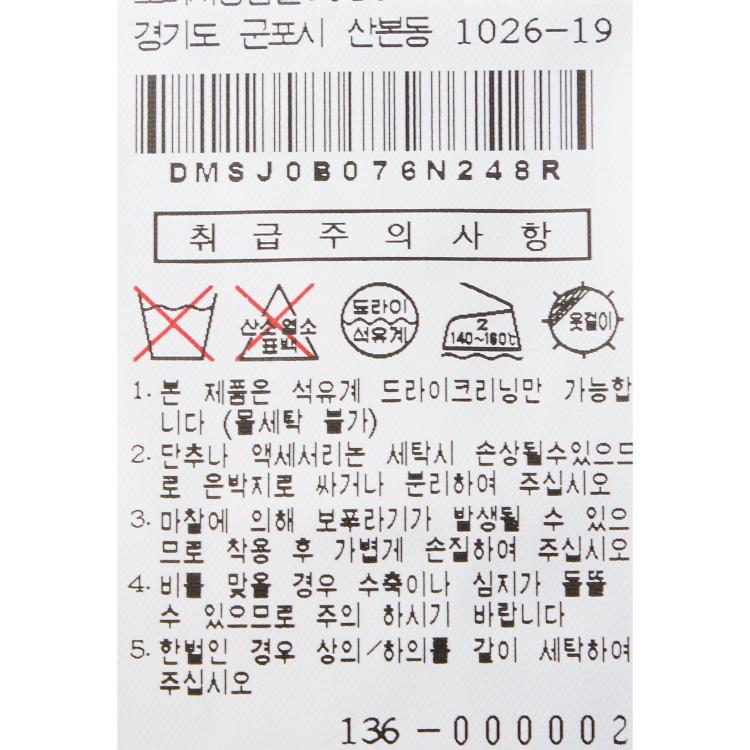 경기도 군포시 산본동 1026-19
DMSJ0B076N248R
취급주의사항
산소염소
표백
드라이
석유계
2
140~160℃
옷걸이
1. 본 제품은 석유계 드라이크리닝만 가능합
니다 (물세탁 불가)
2. 단추나 액세서리는 세탁시 손상될수있으므
로 은박지로 싸거나 분리하여 주십시오
3. 마찰에 의해 보푸라기가 발생될 수 있으
므로 착용 후 가볍게 손질하여 주십시오
4. 비를 맞을 경우 수축이나 심지가 들뜰
수 있으므로 주의 하시기 바랍니다
5. 한벌인 경우 상의/하의를 같이 세탁하여
주십시오
136-0000002